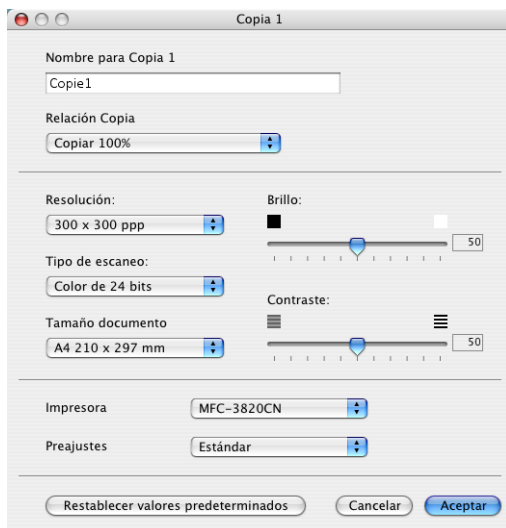 Copia 1
Nombre para Copia 1
Copie1
Relación Copia
Copiar 100%
Resolución:
300 x 300 ppp
Tipo de escaneo:
Color de 24 bits
Tamaño documento
A4 210 x 297 mm
Brillo:
50
Contraste:
50
Impresora
MFC-3820CN
Preajustes
Estándar
Restablecer valores predeterminados
Cancelar
Aceptar